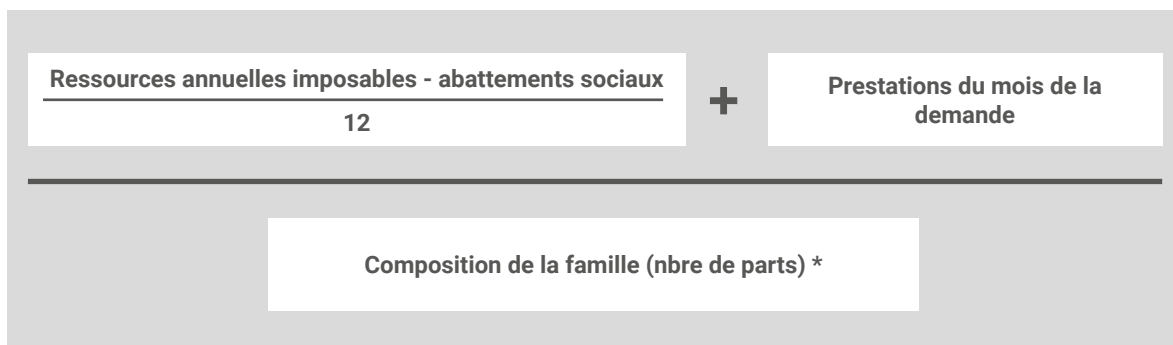 Ressources annuelles imposables - abattements sociaux
12
+
Prestations du mois de la
demande
Composition de la famille (nbre de parts) *